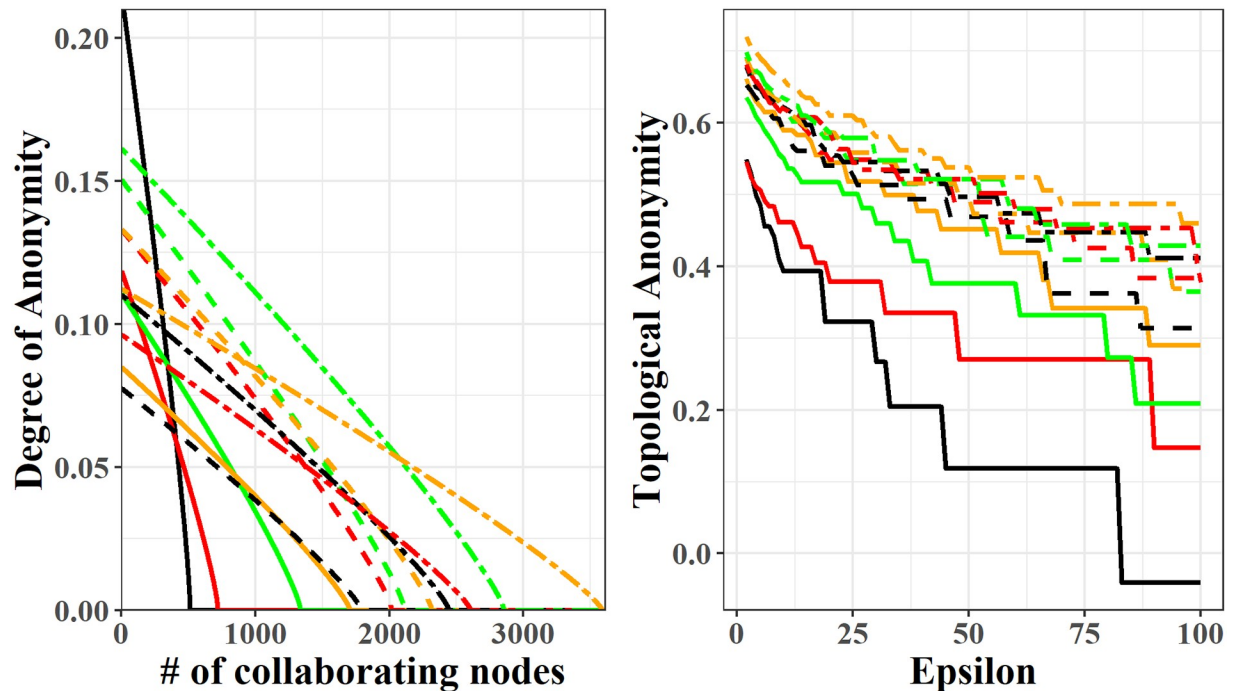 Degree of Anonymity
0.20
0.15
0.10
0.05
0.00
0 1000 2000 3000
# of collaborating nodes
Topological Anonymity
0.6
0.4
0.2
0.0
0 25 50 75 100
Epsilon